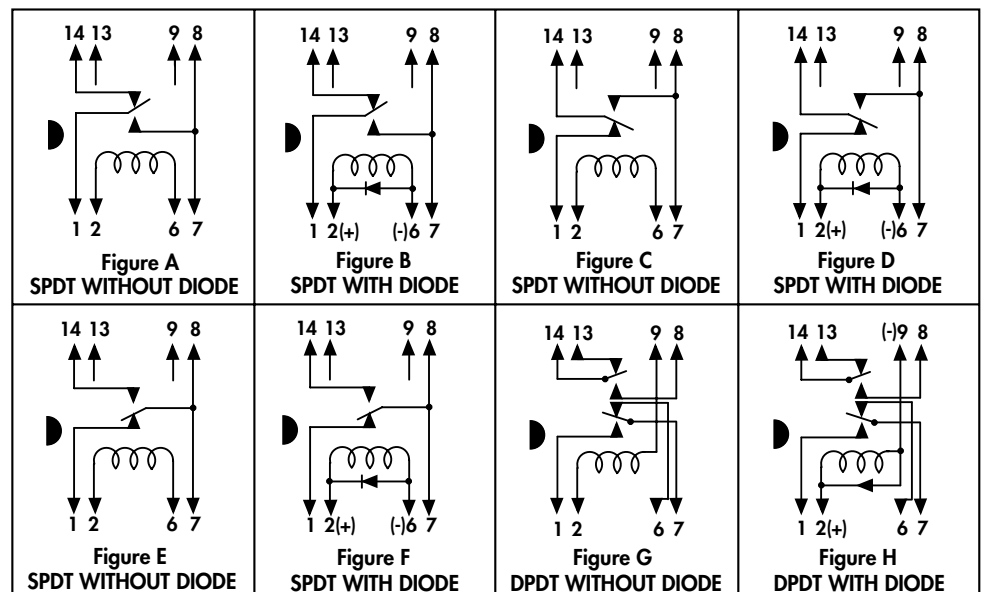 14 13 9 8
1 2 6 7
Figure A
SPDT WITHOUT DIODE
14 13 9 8
1 2(+) (-)6 7
Figure B
SPDT WITH DIODE
14 13 9 8
1 2 6 7
Figure C
SPDT WITHOUT DIODE
14 13 9 8
1 2(+) (-)6 7
Figure D
SPDT WITH DIODE
14 13 9 8
1 2 6 7
Figure E
SPDT WITHOUT DIODE
14 13 9 8
1 2(+) (-)6 7
Figure F
SPDT WITH DIODE
14 13 9 8
1 2 6 7
Figure G
DPDT WITHOUT DIODE
14 13 (-)9 8
1 2(+) 6 7
Figure H
DPDT WITH DIODE